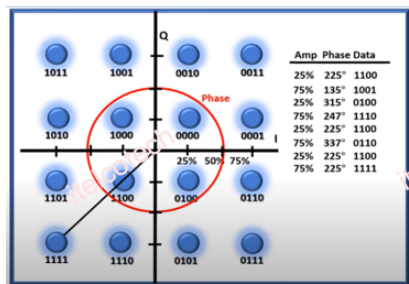 Q
1011 1001 0010 0011
Phase
1010 1000 0000 0001
I
25% 50% 75%
1101 1100 0100 0110
1111 1110 0101 0111
Amp Phase Data
25% 225° 1100
75% 135° 1001
25% 315° 0100
75% 247° 1110
25% 225° 1100
75% 337° 0110
25% 225° 1100
75% 225° 1111
itelcotech